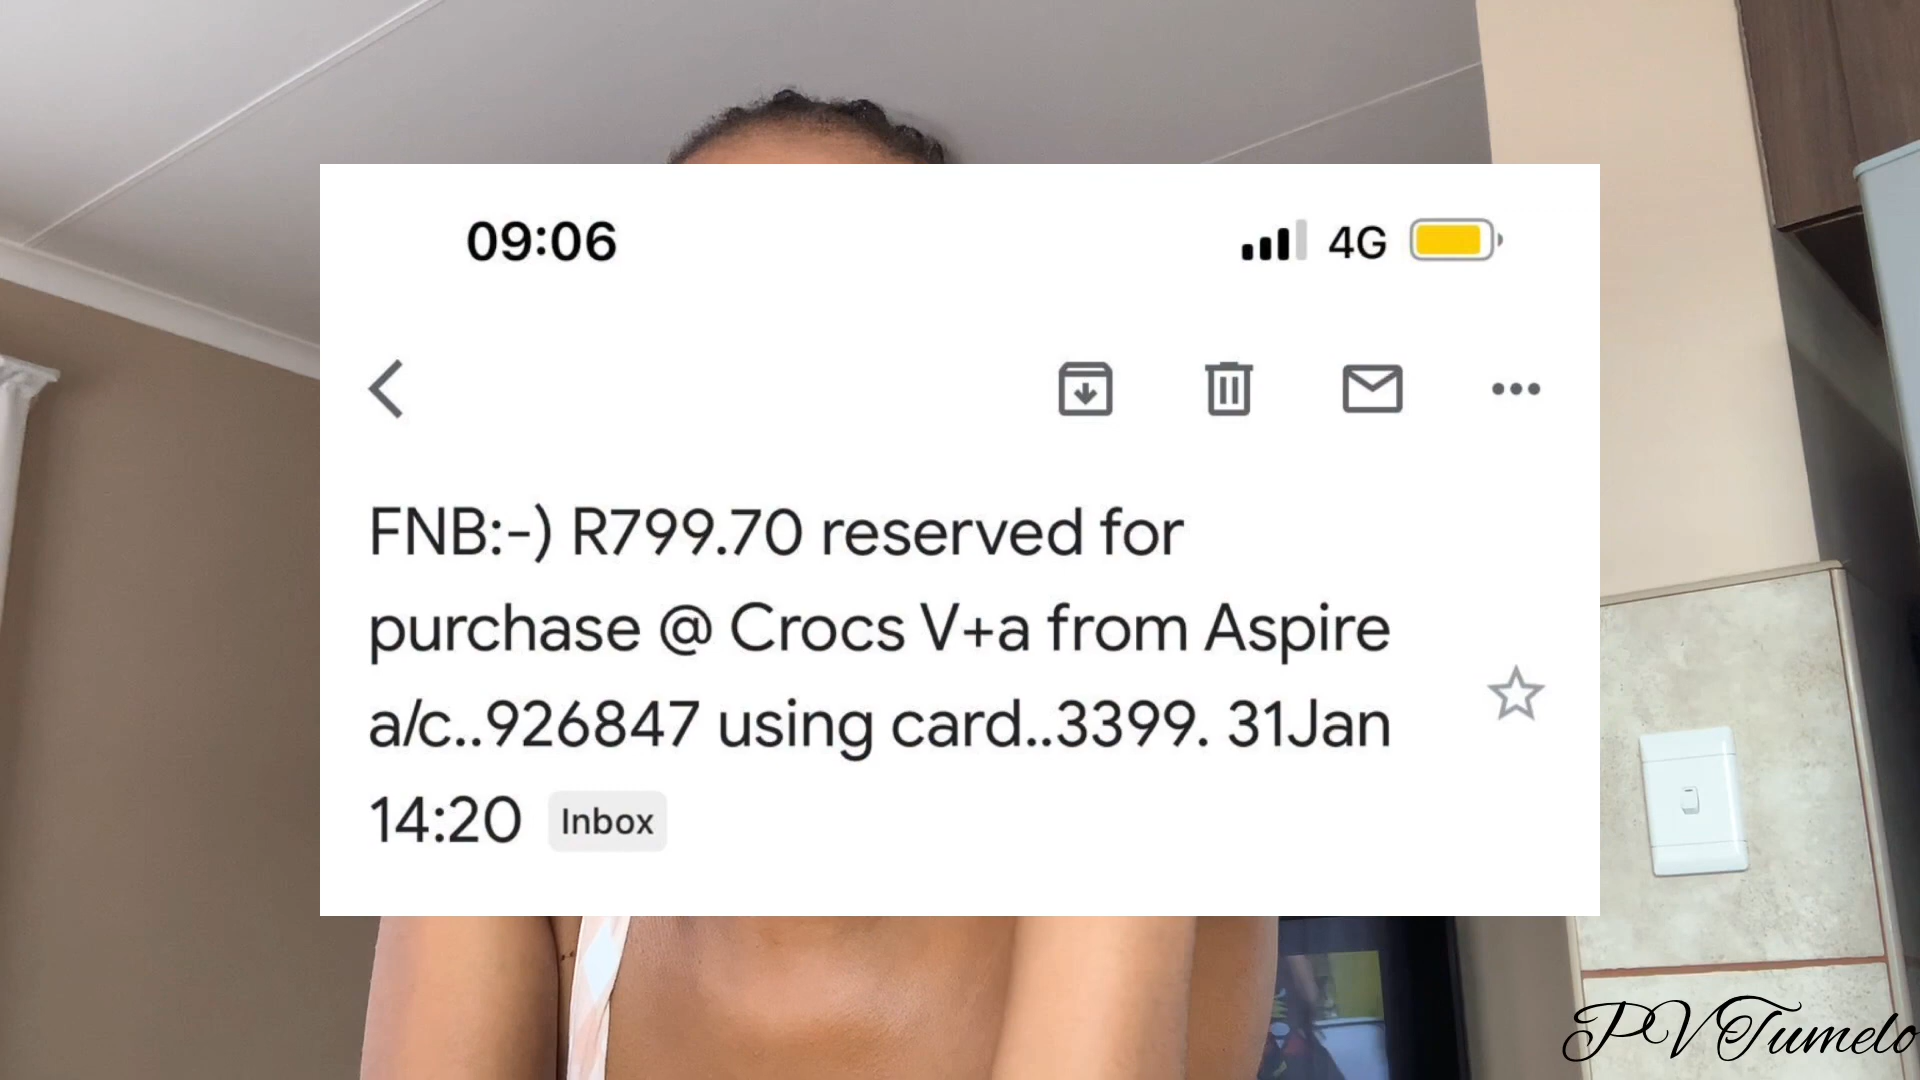 09:06 4G
FNB:-) R799.70 reserved for
purchase @ Crocs V+a from Aspire
a/c..926847 using card..3399. 31Jan
14:20 Inbox
PVTumelo